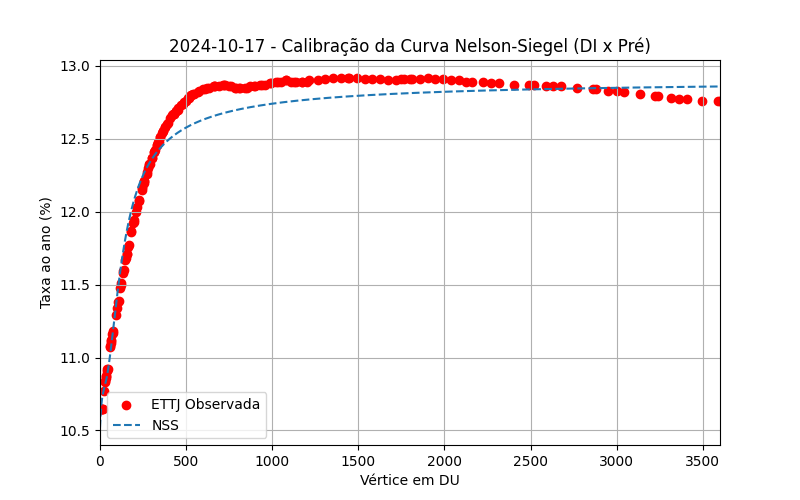 2024-10-17 - Calibração da Curva Nelson-Siegel (DI x Pré)
13.0
12.5
12.0
11.5
11.0
10.5
Taxa ao ano (%)
ETTJ Observada
NSS
0 500 1000 1500 2000 2500 3000 3500
Vértice em DU